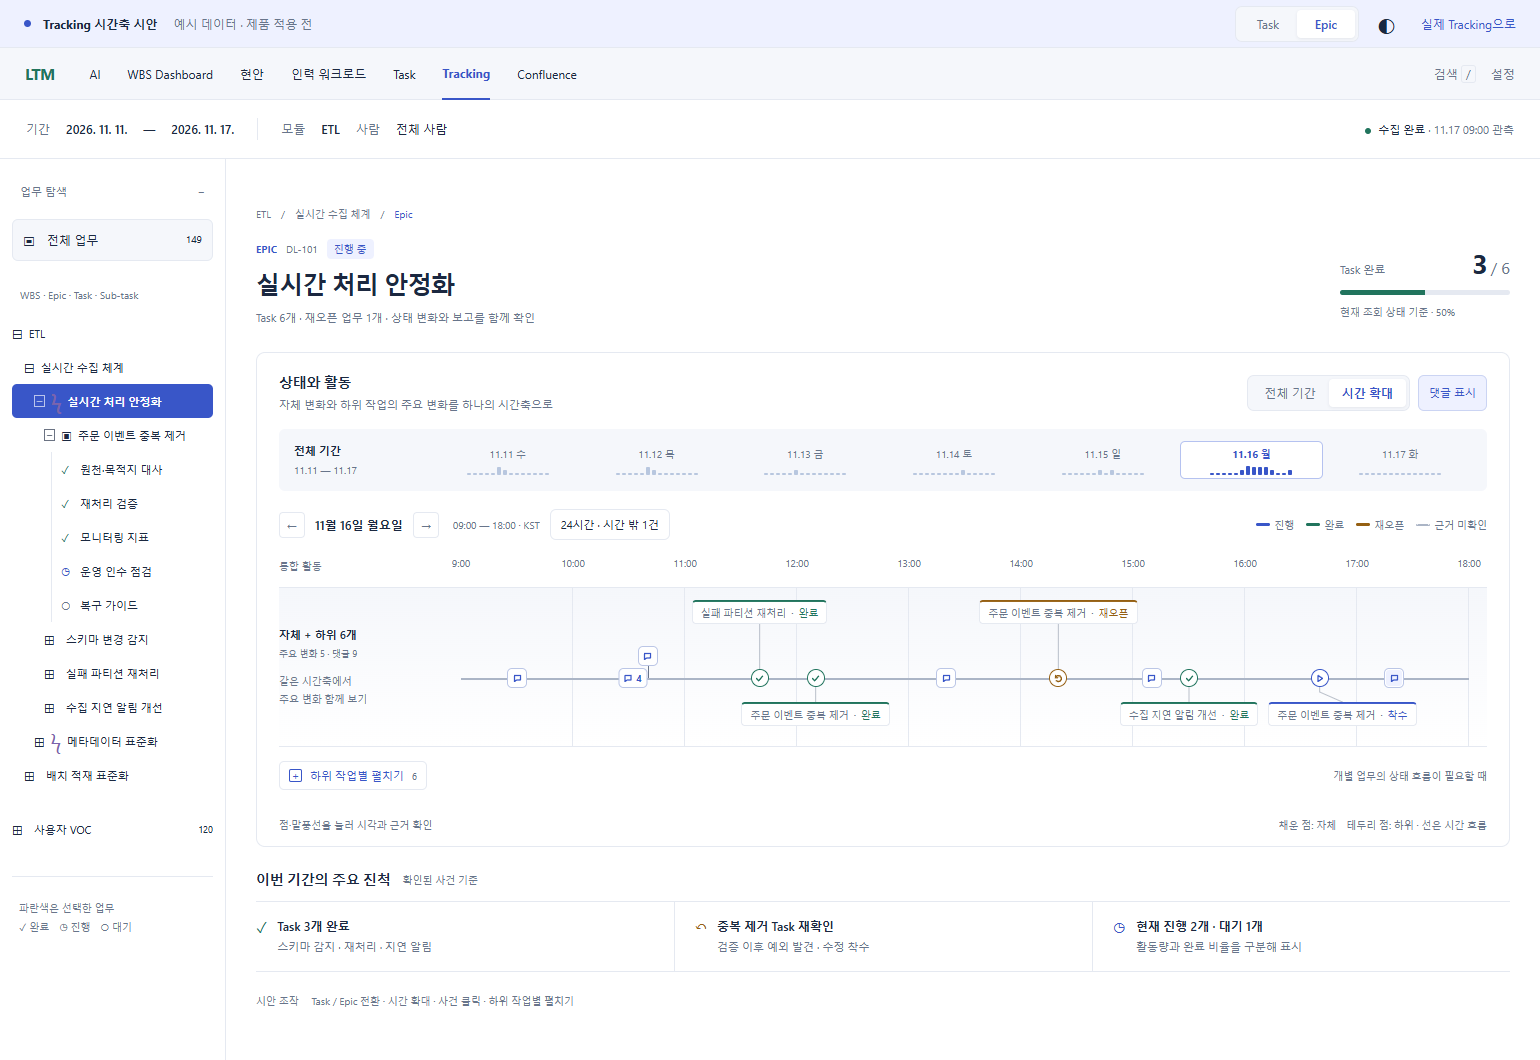 Tracking 시간축 시안 예시 데이터 · 제품 적용 전 Task Epic 실제 Tracking으로
LTM AI WBS Dashboard 현안 인력 워크로드 Task Tracking Confluence 검색 / 설정
기간 2026. 11. 11. — 2026. 11. 17. 모듈 ETL 사람 전체 사람 수집 완료 · 11.17 09:00 관측
업무 탐색 –
전체 업무 149
WBS · Epic · Task · Sub-task
ETL
실시간 수집 체계
실시간 처리 안정화
주문 이벤트 중복 제거
원천·목적지 대사
재처리 검증
모니터링 지표
운영 인수 점검
복구 가이드
스키마 변경 감지
실패 파티션 재처리
수집 지연 알림 개선
메타데이터 표준화
배치 적재 표준화
사용자 VOC 120
파란색은 선택한 업무
✓ 완료 진행 대기
ETL / 실시간 수집 체계 / Epic
EPIC DL-101 진행 중
실시간 처리 안정화
Task 6개 · 재오픈 업무 1개 · 상태 변화와 보고를 함께 확인
Task 완료 3 / 6
현재 조회 상태 기준 · 50%
상태와 활동
자체 변화와 하위 작업의 주요 변화를 하나의 시간축으로
전체 기간 시간 확대 댓글 표시
전체 기간
11.11 — 11.17
11.11 수 11.12 목 11.13 금 11.14 토 11.15 일 11.16 월 11.17 화
← 11월 16일 월요일 → 09:00 — 18:00 · KST 24시간 · 시간 밖 1건
진행 완료 재오픈 근거 미확인
통합 활동 9:00 10:00 11:00 12:00 13:00 14:00 15:00 16:00 17:00 18:00
실패 파티션 재처리 · 완료 주문 이벤트 중복 제거 · 재오픈
자체 + 하위 6개
주요 변화 5 · 댓글 9
4
같은 시간축에서
주요 변화 함께 보기
주문 이벤트 중복 제거 · 완료 수집 지연 알림 개선 · 완료 주문 이벤트 중복 제거 · 착수
하위 작업별 펼치기 6 개별 업무의 상태 흐름이 필요할 때
점·말풍선을 눌러 시각과 근거 확인 채운 점: 자체 테두리 점: 하위 · 선은 시간 흐름
이번 기간의 주요 진척 확인된 사건 기준
Task 3개 완료
스키마 감지 · 재처리 · 지연 알림
중복 제거 Task 재확인
검증 이후 예외 발견 · 수정 착수
현재 진행 2개 · 대기 1개
활동량과 완료 비율을 구분해 표시
시안 조작 Task / Epic 전환 · 시간 확대 · 사건 클릭 · 하위 작업별 펼치기